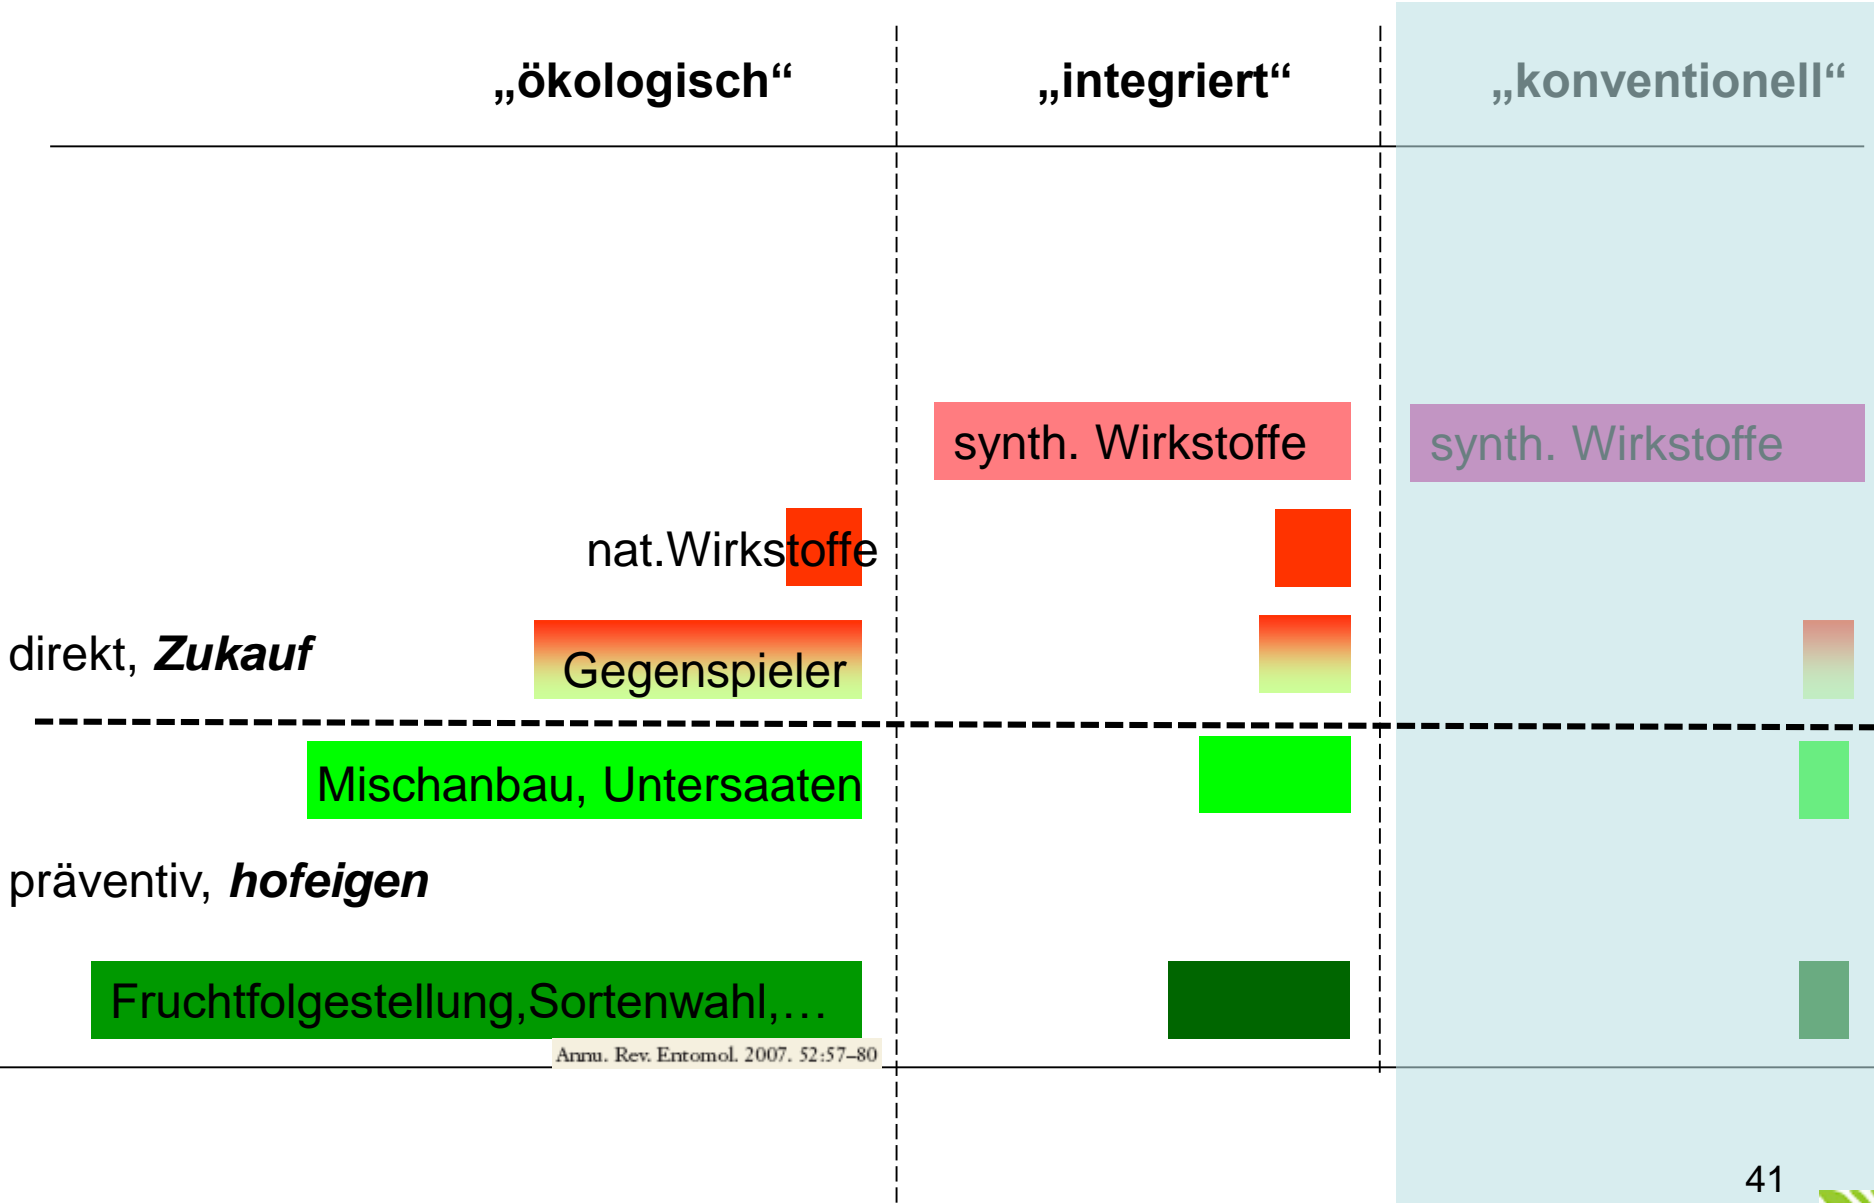 „ökologisch“
„integriert“
„konventionell“
synth. Wirkstoffe
synth. Wirkstoffe
nat.Wirkstoffe
direkt, Zukauf
Gegenspieler
Mischanbau, Untersaaten
präventiv, hofeigen
Fruchtfolgestellung,Sortenwahl,…
Annu. Rev. Entomol. 2007. 52:57–80
41